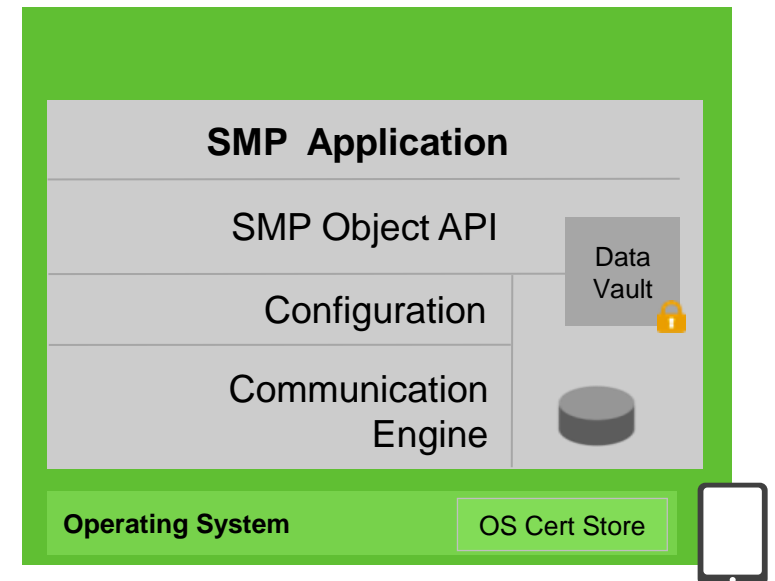 SMP Application
SMP Object API
Data
Vault
Configuration
Communication
Engine
Operating System
OS Cert Store